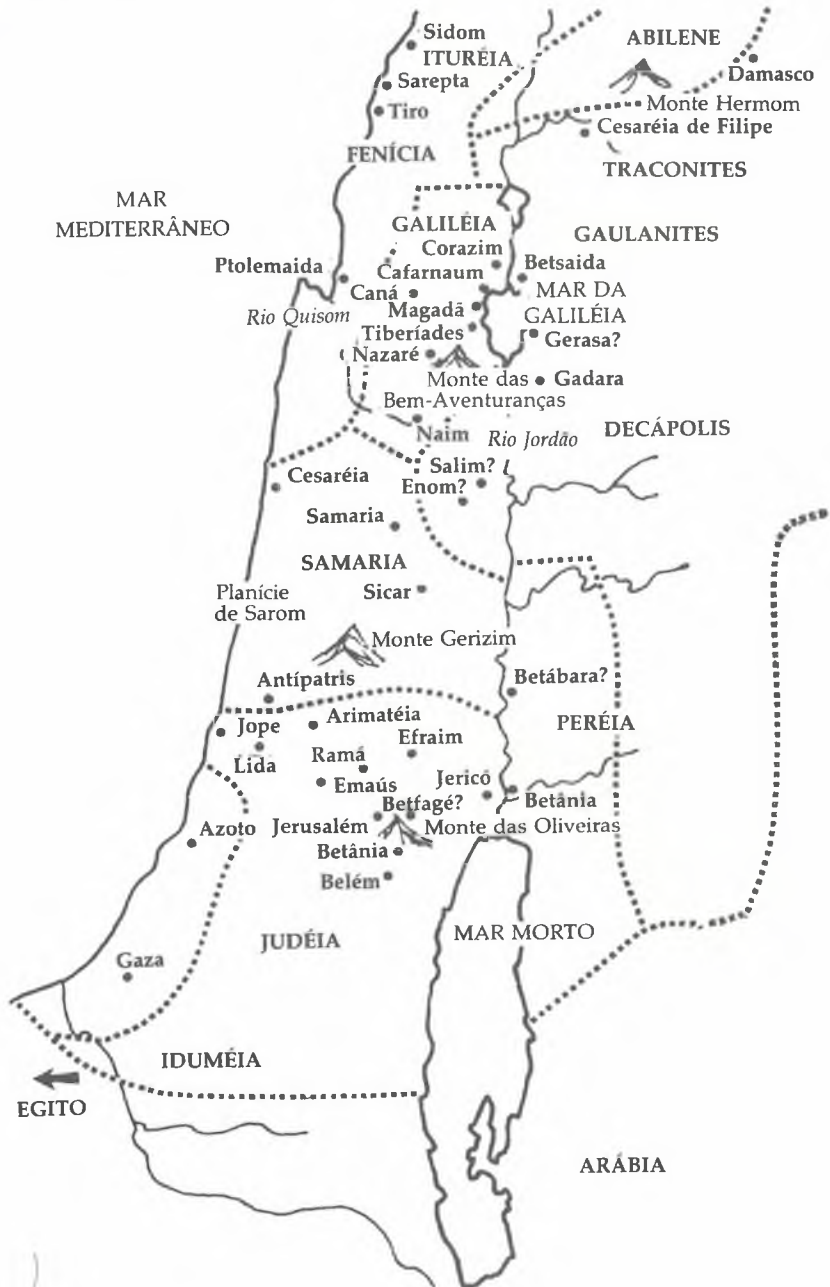 Sidom
ITURÉIA
ABILENE
Damasco
Sarepta
Monte Hermom
Tiro
Cesaréia de Filipe
FENÍCIA
TRACONITES
MAR
MEDITERRÂNEO
GALILÉIA
GAULANITES
Corazim
Betsaida
Ptolemaida
Cafarnaum
Caná
MAR DA
GALILÉIA
Magadã
Rio Quisom
Tiberíades
Gerasa?
Nazaré
Monte das
Bem-Aventuranças
Gadara
Naim
Rio Jordão
DECÁPOLIS
Salim?
Cesaréia
Enom?
Samaria
SAMARIA
Planície
de Sarom
Sicar
Monte Gerizim
Antípatris
Betábara?
Arimatéia
PERÉIA
Jope
Efraim
Lida
Ramá
Emaús
Jericó
Betânia
Betfagé?
Azoto
Jerusalém
Monte das Oliveiras
Betânia
Belém
JUDÉIA
MAR MORTO
Gaza
IDUMÉIA
EGITO
ARÁBIA